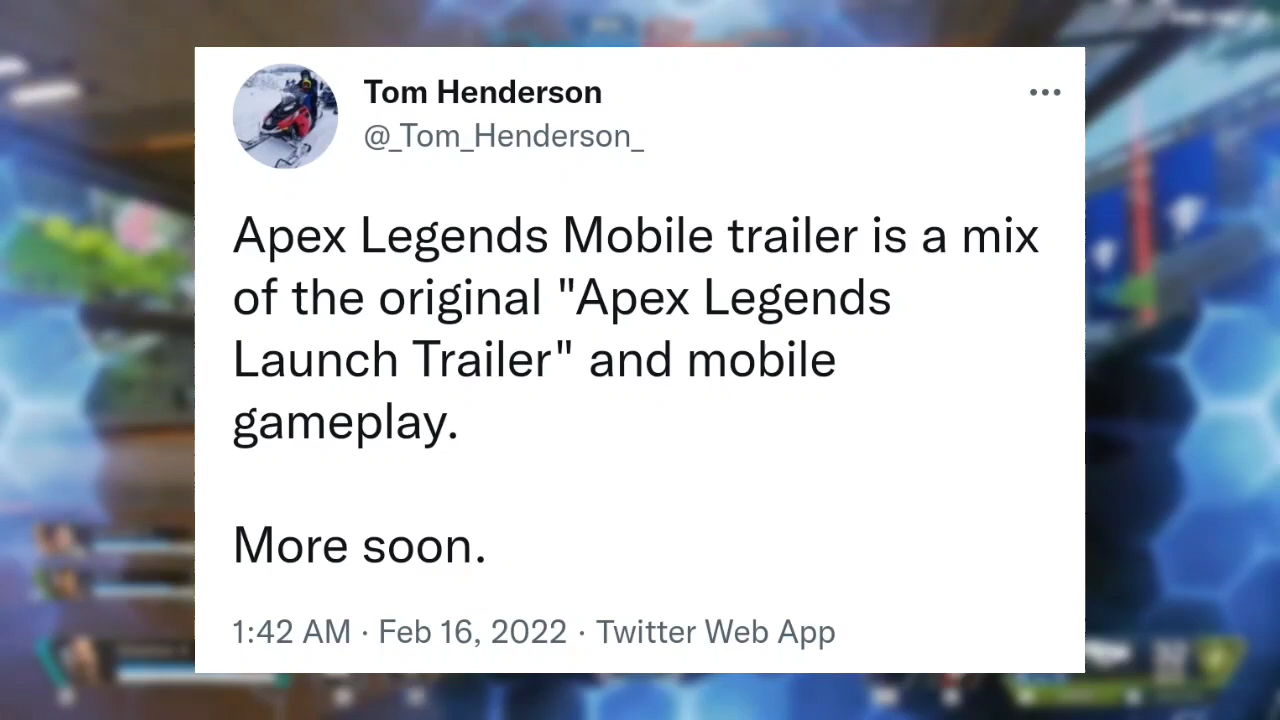 Tom Henderson
@_Tom_Henderson_
Apex Legends Mobile trailer is a mix
of the original "Apex Legends
Launch Trailer" and mobile
gameplay.
More soon.
1:42 AM · Feb 16, 2022 · Twitter Web App